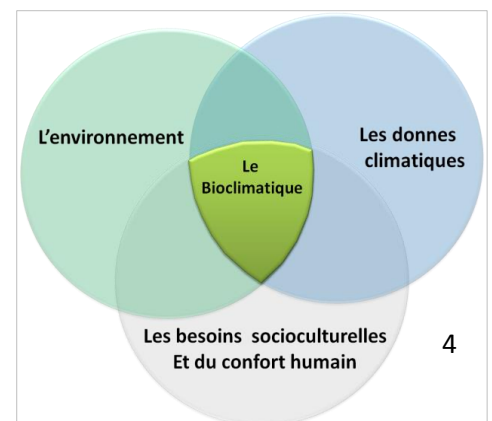 L'environnement
Les donnes
climatiques
Le
Bioclimatique
Les besoins socioculturelles
Et du confort humain
4